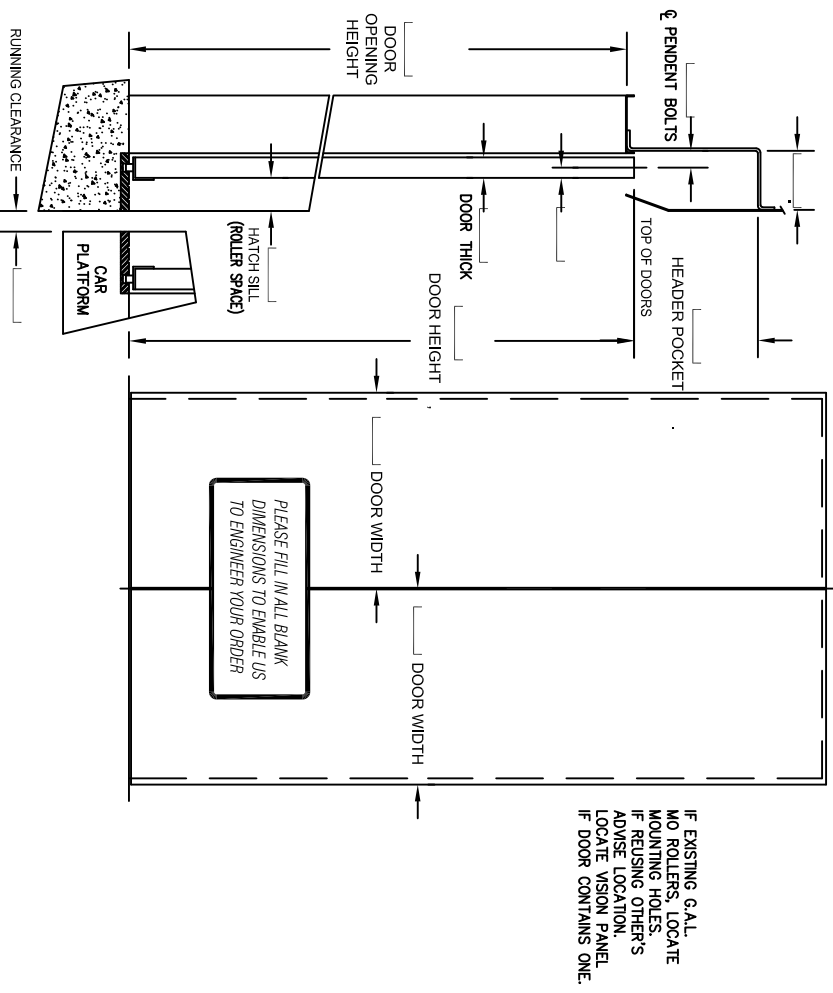 ℄ PENDENT BOLTS
DOOR
OPENING
HEIGHT
RUNNING CLEARANCE
HEADER POCKET
TOP OF DOORS
DOOR THICK
HATCH SILL
(ROLLER SPACE)
CAR
PLATFORM
DOOR HEIGHT
DOOR WIDTH
DOOR WIDTH
PLEASE FILL IN ALL BLANK
DIMENSIONS TO ENABLE US
TO ENGINEER YOUR ORDER
IF EXISTING G.A.L.
MO ROLLERS, LOCATE
MOUNTING HOLES.
IF REUSING OTHER'S
ADVISE LOCATION.
LOCATE VISION PANEL
IF DOOR CONTAINS ONE.